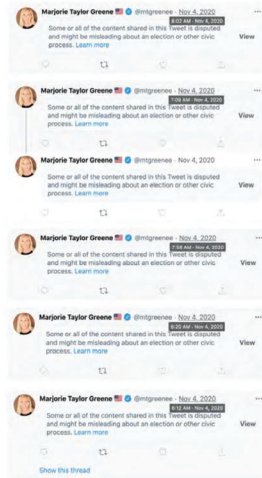 Marjorie Taylor Greene 🇺🇸 @mtgreenee · Nov 4, 2020 ...
8:02 AM · Nov 4, 2020
Some or all of the content shared in this Tweet is disputed
and might be misleading about an election or other civic View
process. Learn more
Marjorie Taylor Greene 🇺🇸 @mtgreenee · Nov 4, 2020 ...
7:09 AM · Nov 4, 2020
Some or all of the content shared in this Tweet is disputed
and might be misleading about an election or other civic View
process. Learn more
Marjorie Taylor Greene 🇺🇸 @mtgreenee · Nov 4, 2020 ...
Some or all of the content shared in this Tweet is disputed
and might be misleading about an election or other civic View
process. Learn more
Marjorie Taylor Greene 🇺🇸 @mtgreenee · Nov 4, 2020 ...
7:58 AM · Nov 4, 2020
Some or all of the content shared in this Tweet is disputed
and might be misleading about an election or other civic View
process. Learn more
Marjorie Taylor Greene 🇺🇸 @mtgreenee · Nov 4, 2020 ...
6:20 AM · Nov 4, 2020
Some or all of the content shared in this Tweet is disputed
and might be misleading about an election or other civic View
process. Learn more
Marjorie Taylor Greene 🇺🇸 @mtgreenee · Nov 4, 2020 ...
6:12 AM · Nov 4, 2020
Some or all of the content shared in this Tweet is disputed
and might be misleading about an election or other civic View
process. Learn more
Show this thread